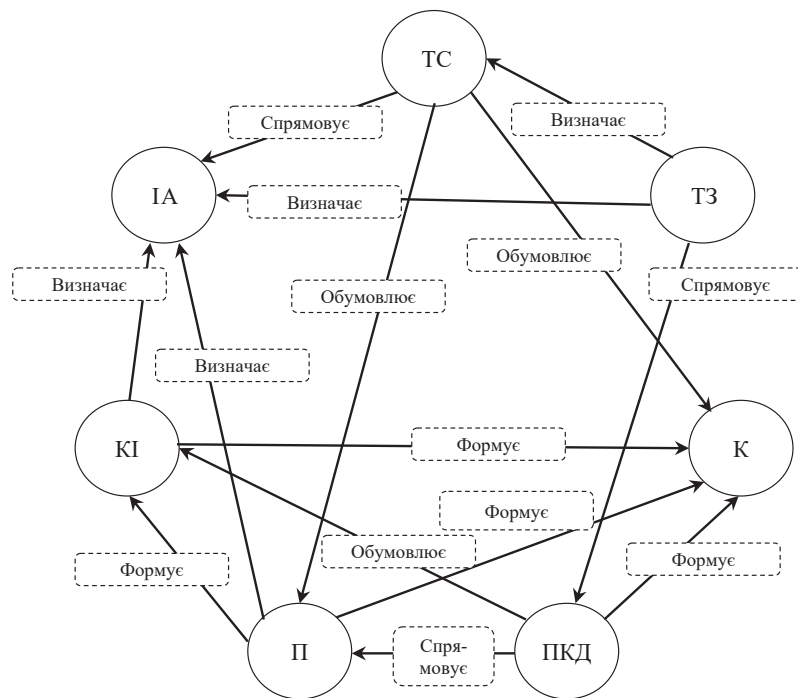 ТС
Спрямовує
Визначає
ІА
ТЗ
Визначає
Обумовлює
Визначає
Обумовлює
Спрямовує
Визначає
КІ
Формує
К
Формує
Обумовлює
Формує
Формує
П
Спря-
мовує
ПКД